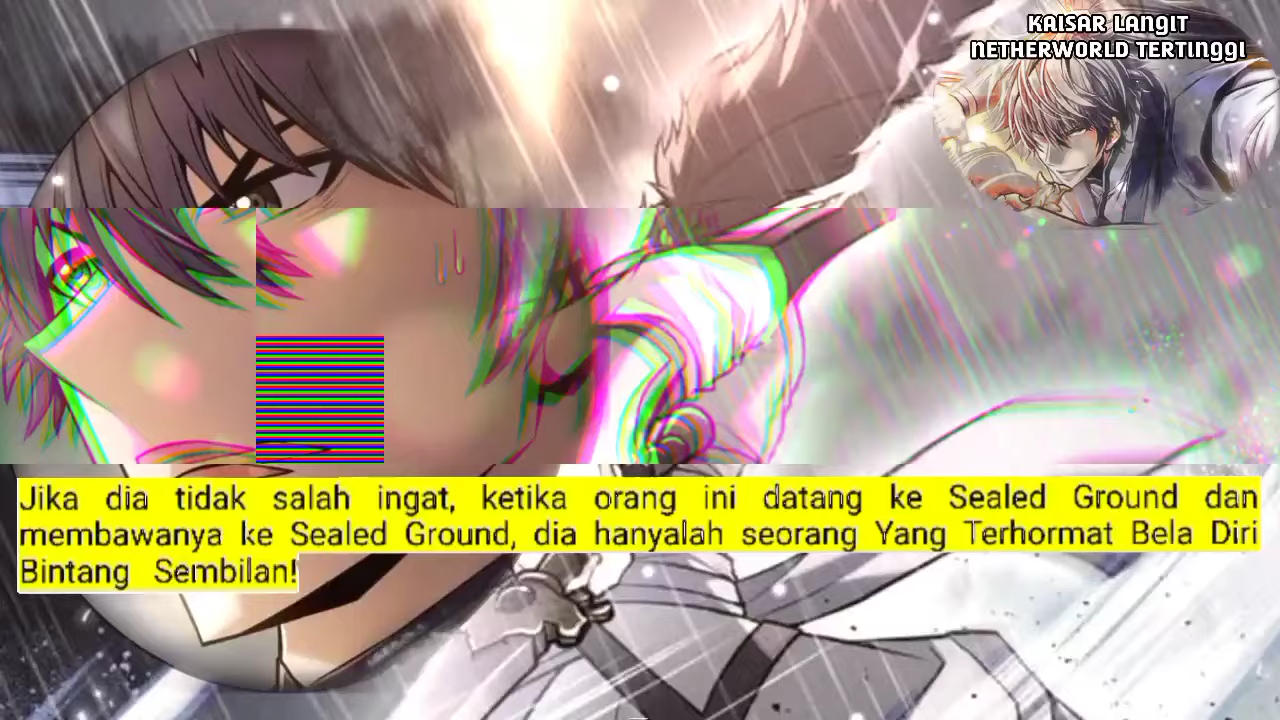 KAISAR LANGIT
NETHERWORLD TERTINGGI
Jika dia tidak salah ingat, ketika orang ini datang ke Sealed Ground dan
membawanya ke Sealed Ground, dia hanyalah seorang Yang Terhormat Bela Diri
Bintang Sembilan!